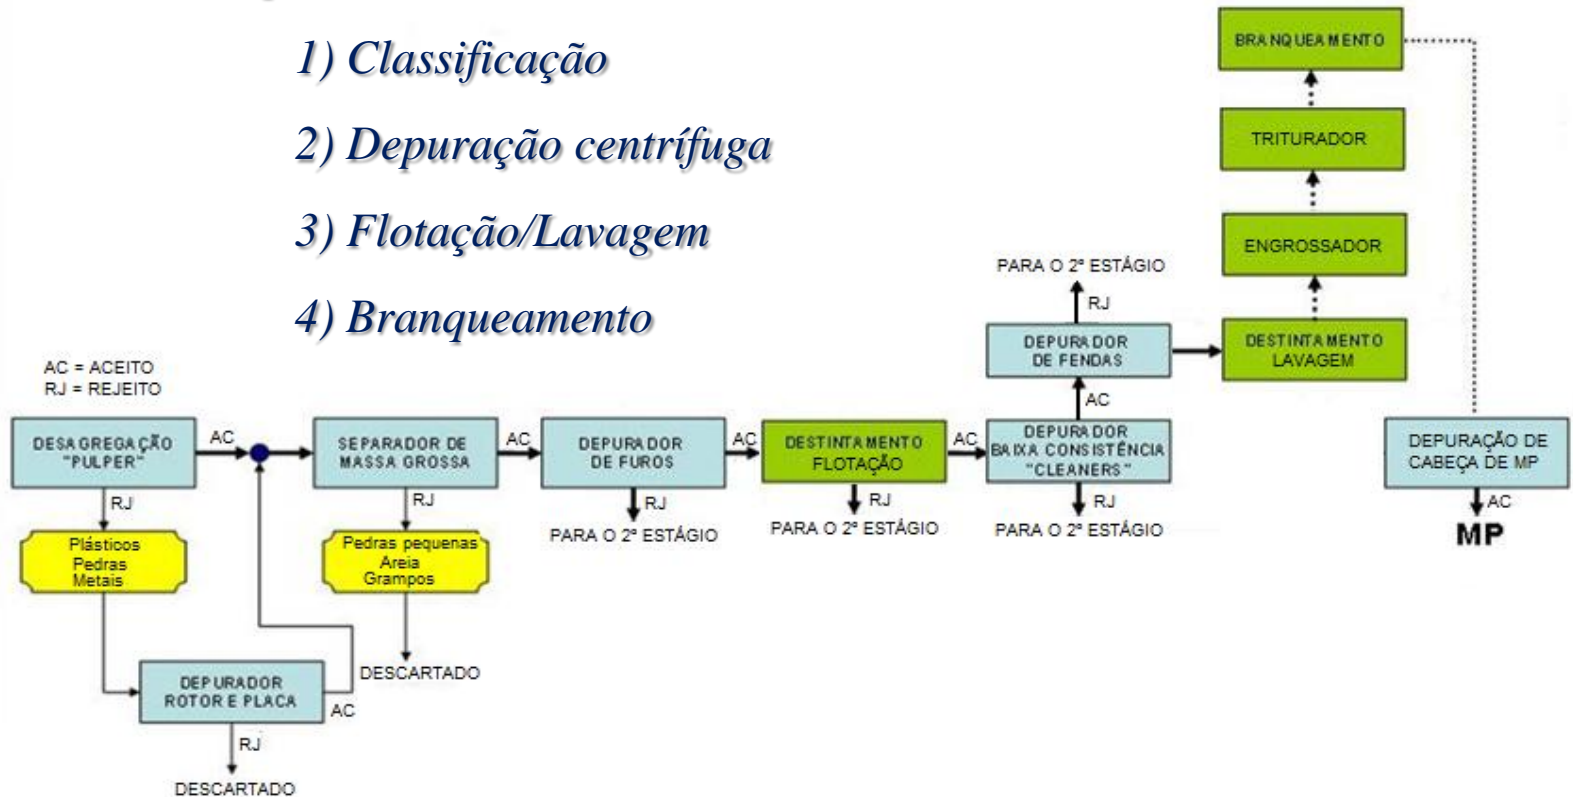 1) Classificação
2) Depuração centrífuga
3) Flotação/Lavagem
4) Branqueamento
BRANQUEAMENTO
TRITURADOR
ENGROSSADOR
DESTINTAMENTO
LAVAGEM
PARA O 2º ESTÁGIO
RJ
DEPURADOR
DE FENDAS
AC
AC = ACEITO
RJ = REJEITO
DESAGREGAÇÃO
"PULPER"
AC
SEPARADOR DE
MASSA GROSSA
AC
DEPURADOR
DE FUROS
AC
DESTINTAMENTO
FLOTAÇÃO
AC
DEPURADOR
BAIXA CONSISTÊNCIA
"CLEANERS"
DEPURAÇÃO DE
CABEÇA DE MP
AC
MP
RJ
Plásticos
Pedras
Metais
RJ
Pedras pequenas
Areia
Grampos
RJ
PARA O 2º ESTÁGIO
RJ
PARA O 2º ESTÁGIO
RJ
PARA O 2º ESTÁGIO
DESCARTADO
DEPURADOR
ROTOR E PLACA
AC
RJ
DESCARTADO